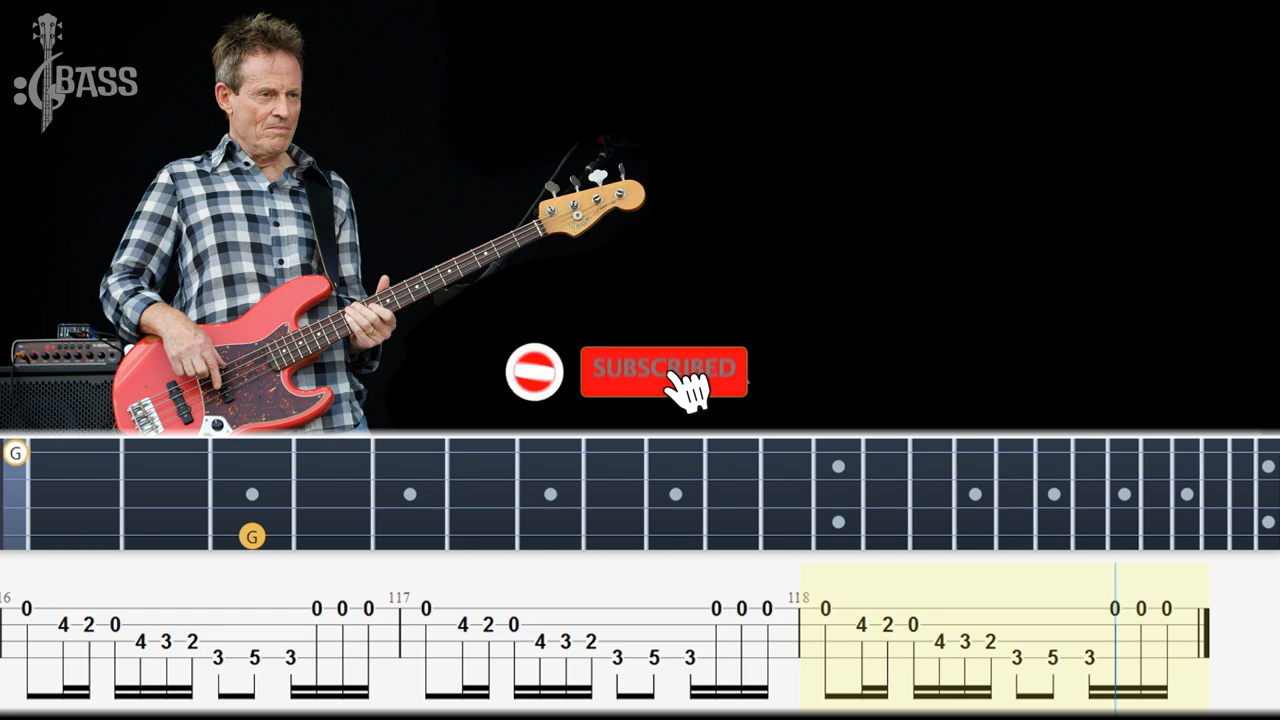 BASS
SUBSCRIBED
G
G
16 117 118
0 0 0 0 0 0 0 0 0 0 0 0
4 2 0 4 2 0 4 2 0
4 3 2 4 3 2 4 3 2
3 5 3 3 5 3 3 5 3